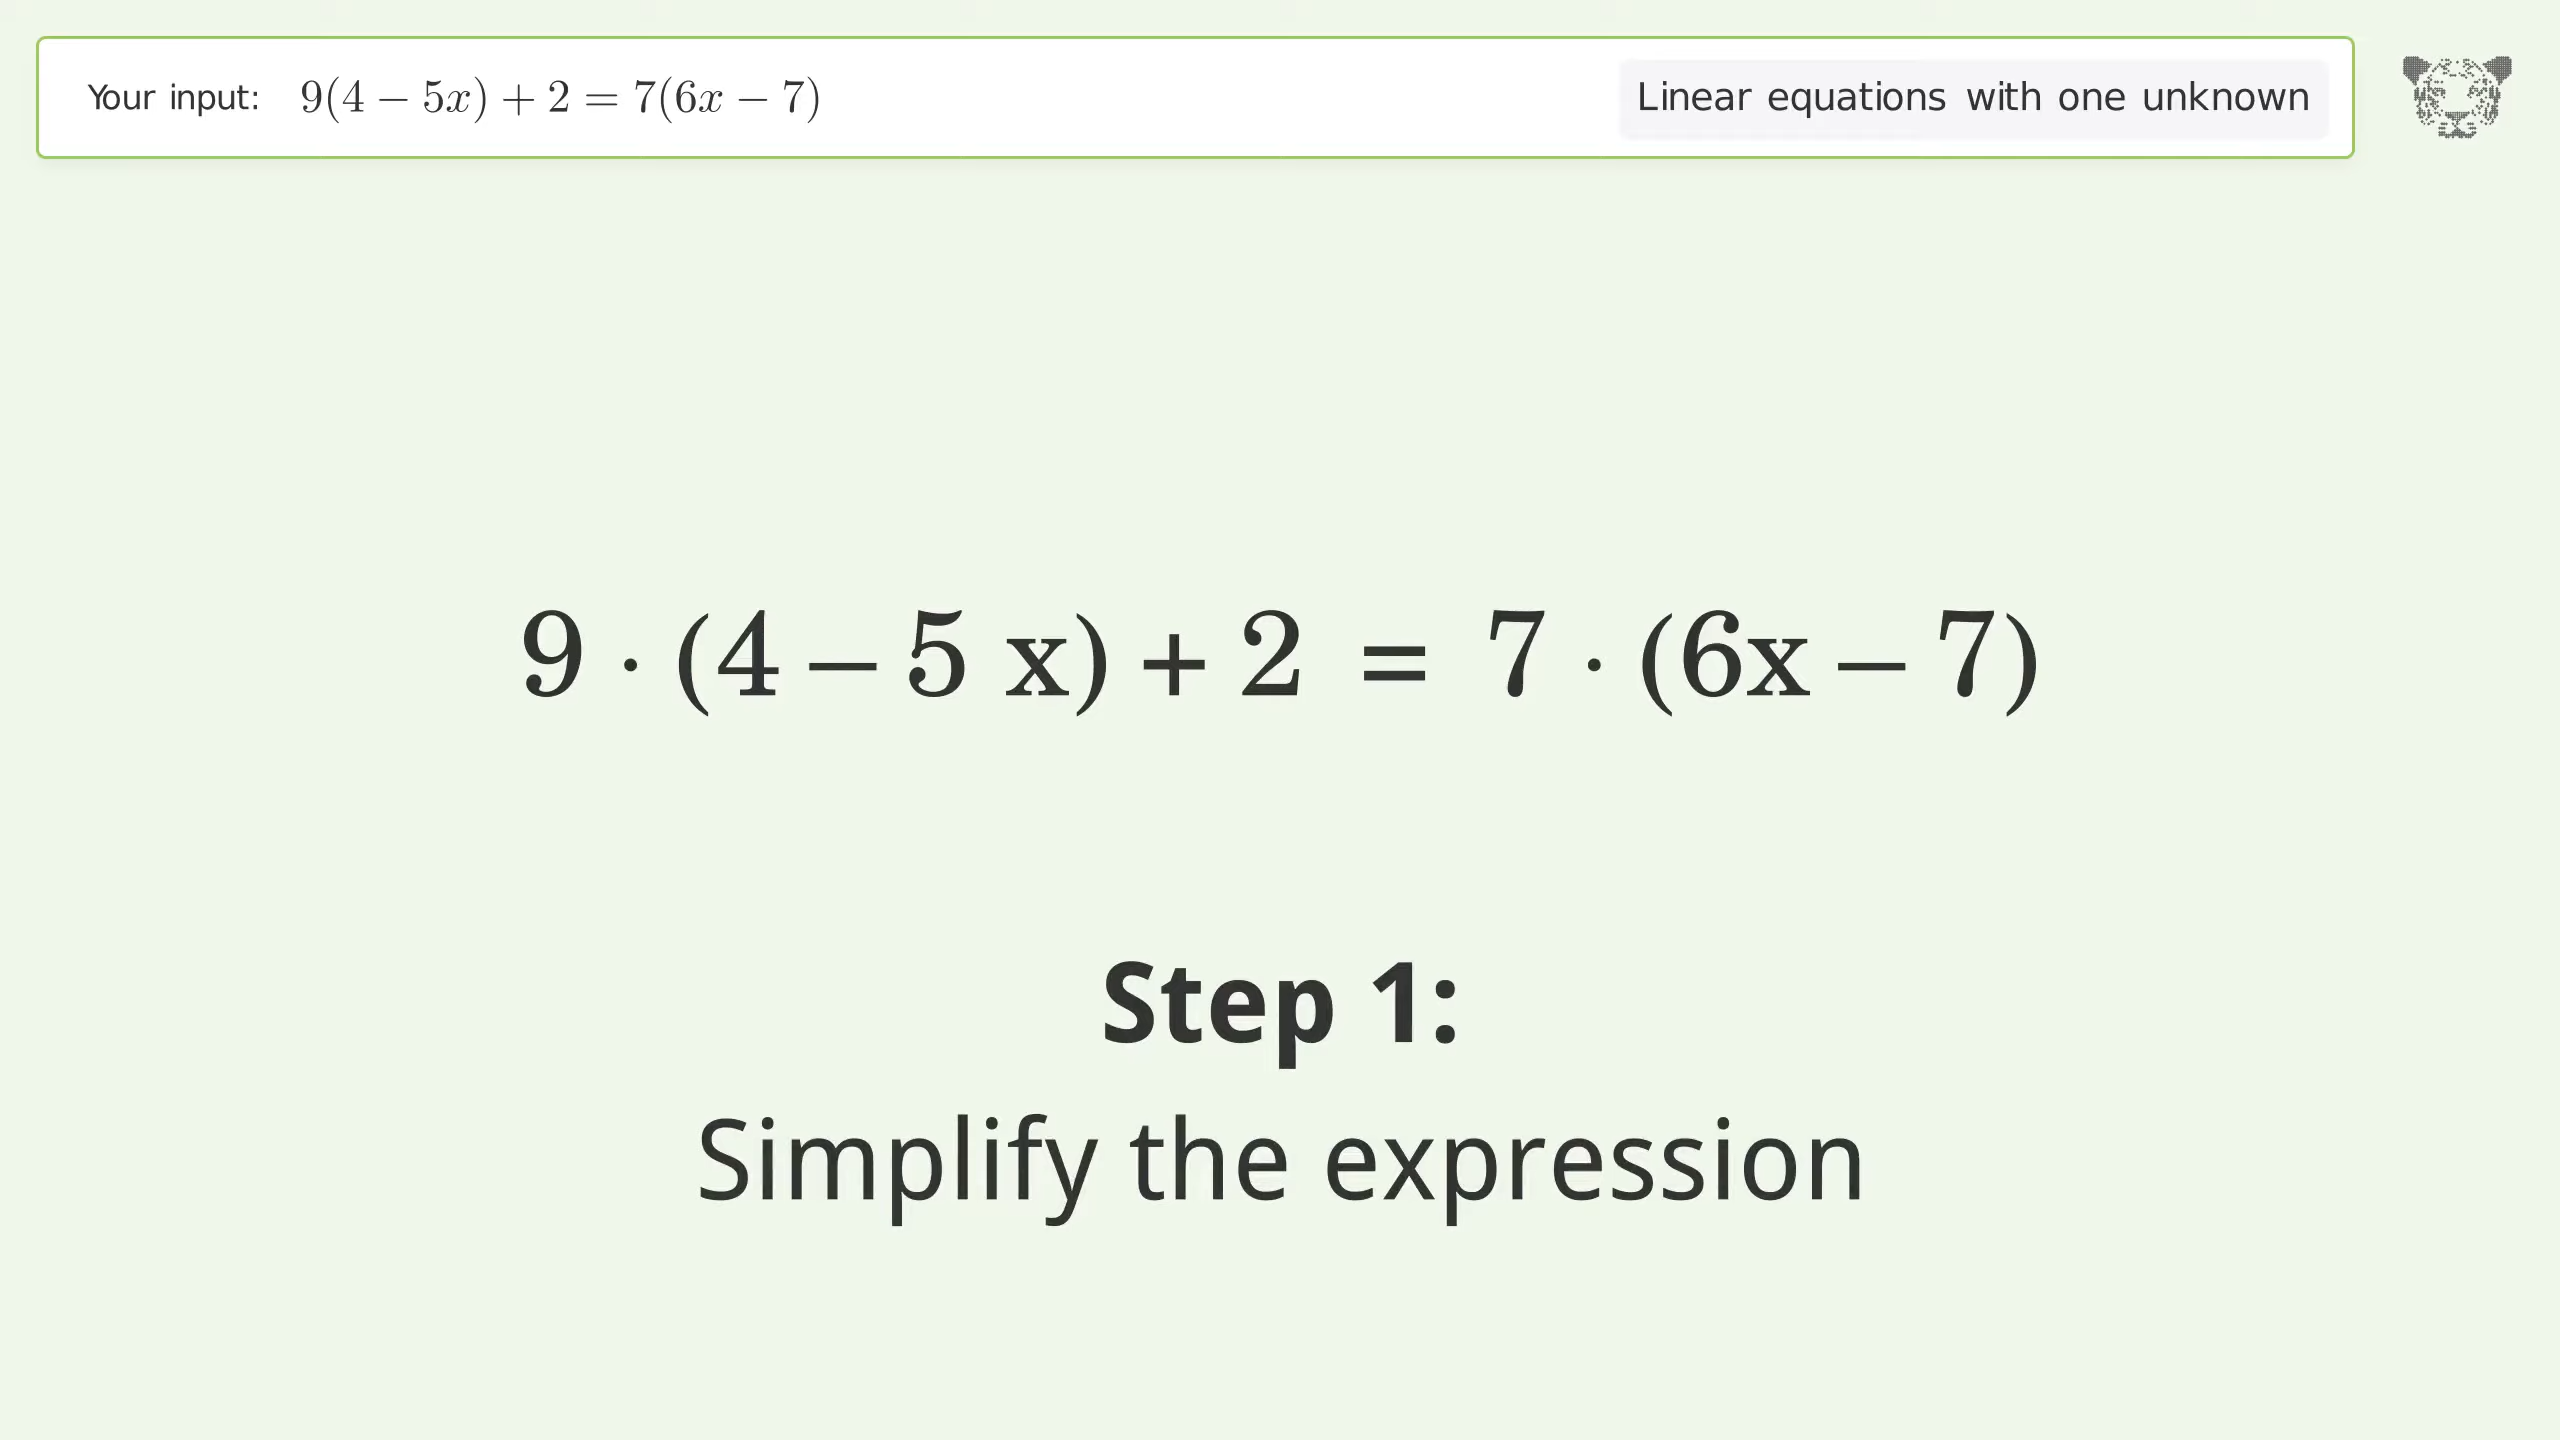 Your input: 9(4 − 5x) + 2 = 7(6x − 7) Linear equations with one unknown
9 · (4 – 5 x) + 2 = 7 · (6x – 7)
Step 1:
Simplify the expression